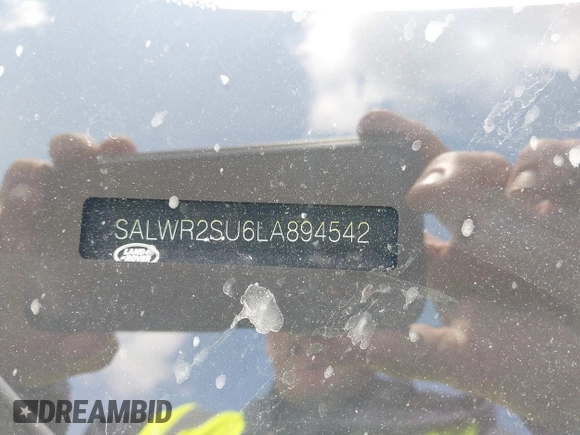 SALWR2SU6LA894542
LAND-
-ROVER
DREAMBID